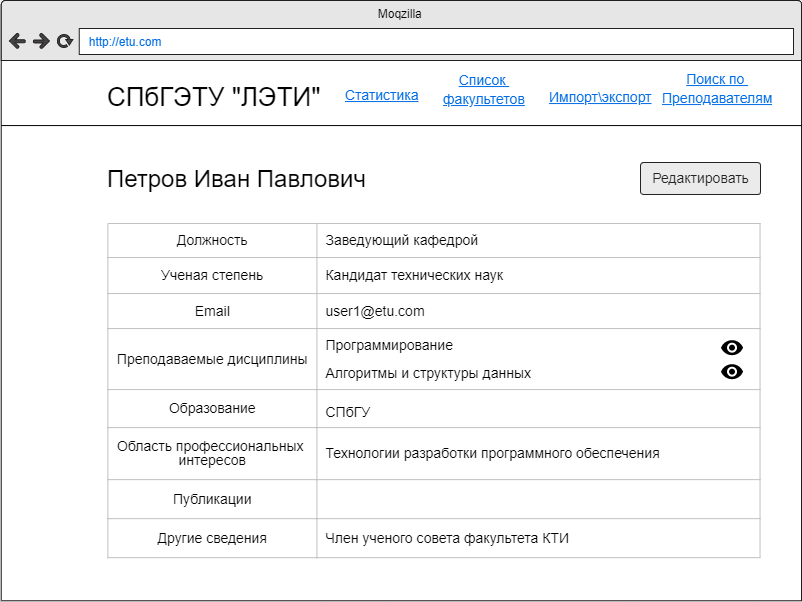 Moqzilla
http://etu.com
СПбГЭТУ "ЛЭТИ"
Статистика
Список
факультетов
Импорт\экспорт
Поиск по
Преподавателям
Петров Иван Павлович
Редактировать
Должность
Заведующий кафедрой
Ученая степень
Кандидат технических наук
Email
user1@etu.com
Преподаваемые дисциплины
Программирование
Алгоритмы и структуры данных
Образование
СПбГУ
Область профессиональных
интересов
Технологии разработки программного обеспечения
Публикации
Другие сведения
Член ученого совета факультета КТИ